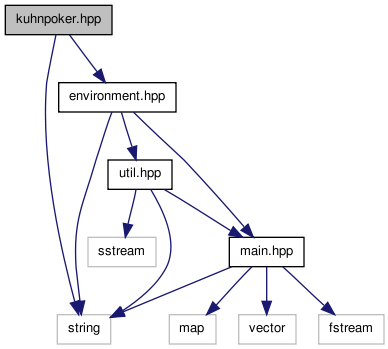 kuhnpoker.hpp
environment.hpp
util.hpp
sstream
main.hpp
string
map
vector
fstream